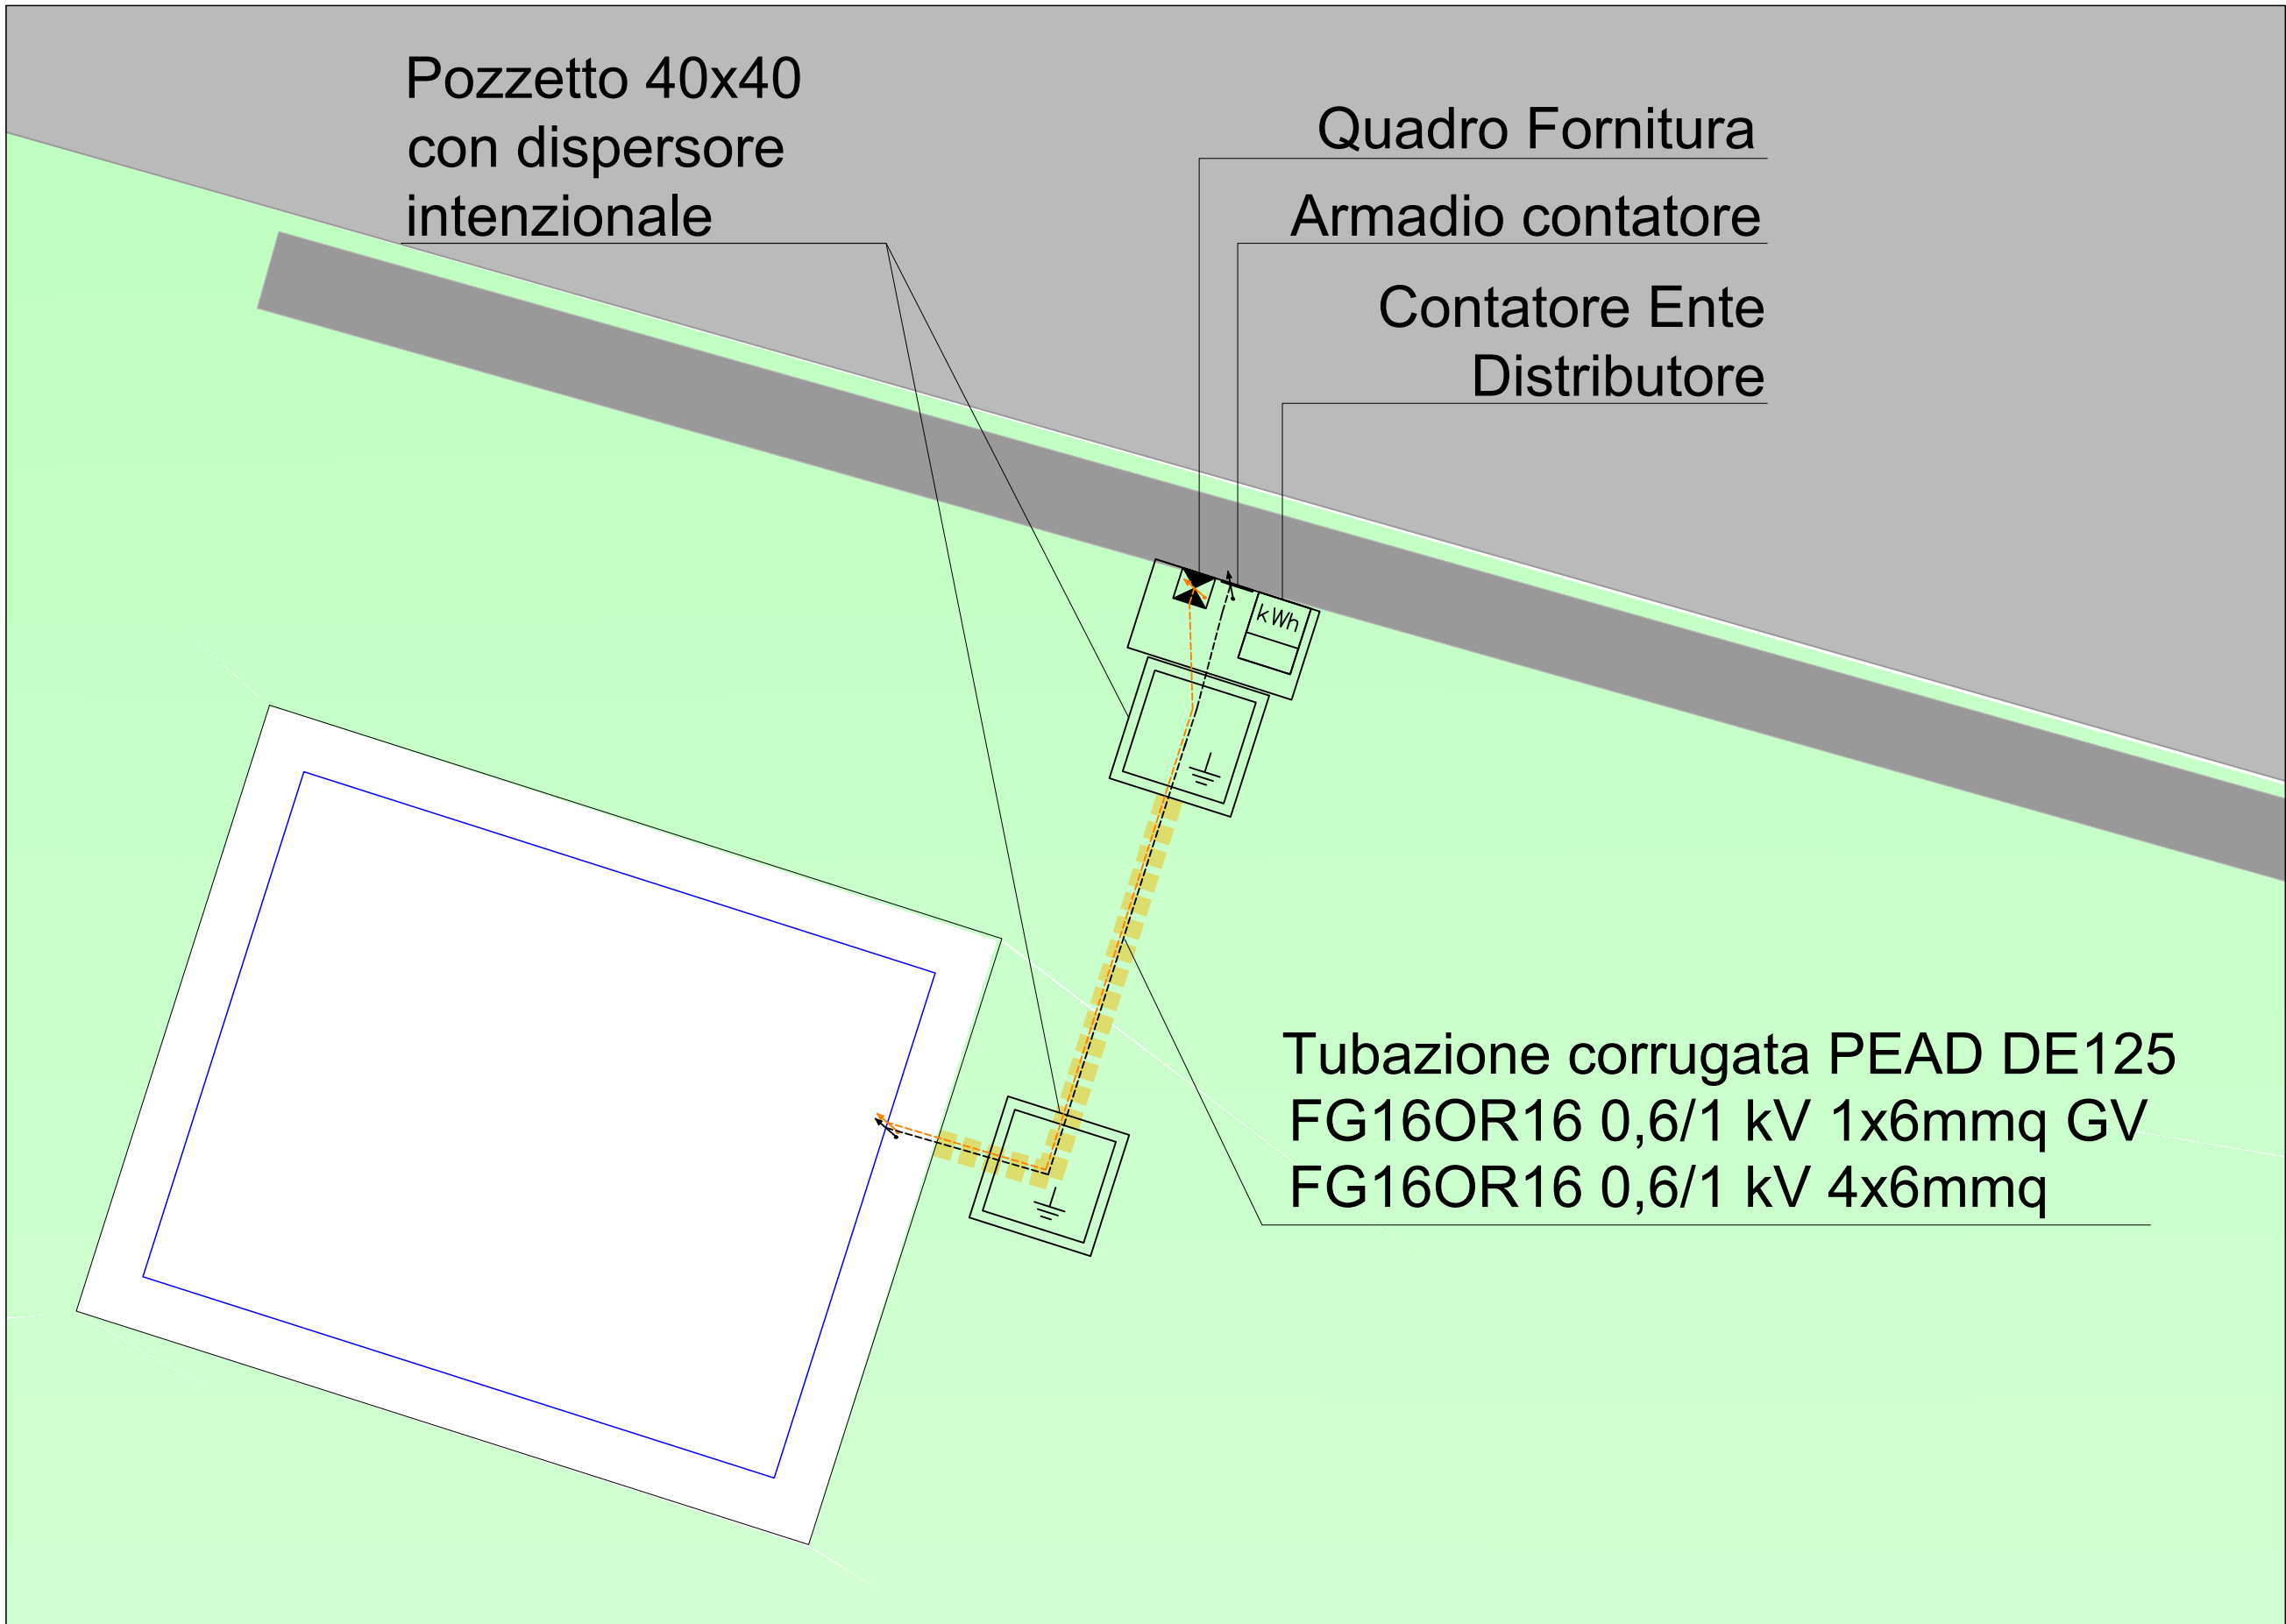 Pozzetto 40x40
con dispersore
intenzionale
Quadro Fornitura
Armadio contatore
Contatore Ente
Distributore
kWh
Tubazione corrugata PEAD DE125
FG16OR16 0,6/1 kV 1x6mmq GV
FG16OR16 0,6/1 kV 4x6mmq